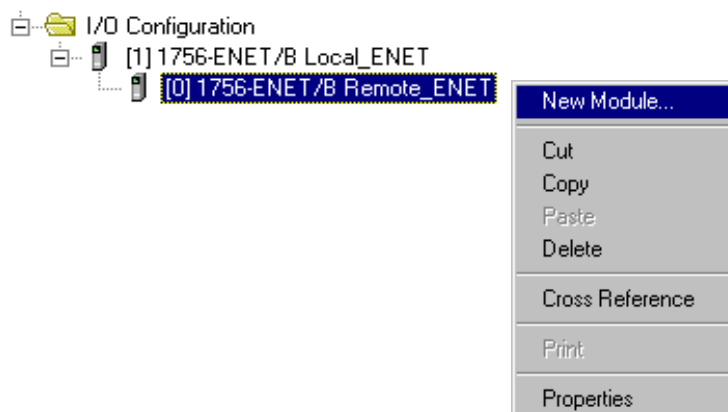 I/O Configuration
[1] 1756-ENET/B Local_ENET
[0] 1756-ENET/B Remote_ENET
New Module...
Cut
Copy
Paste
Delete
Cross Reference
Print
Properties